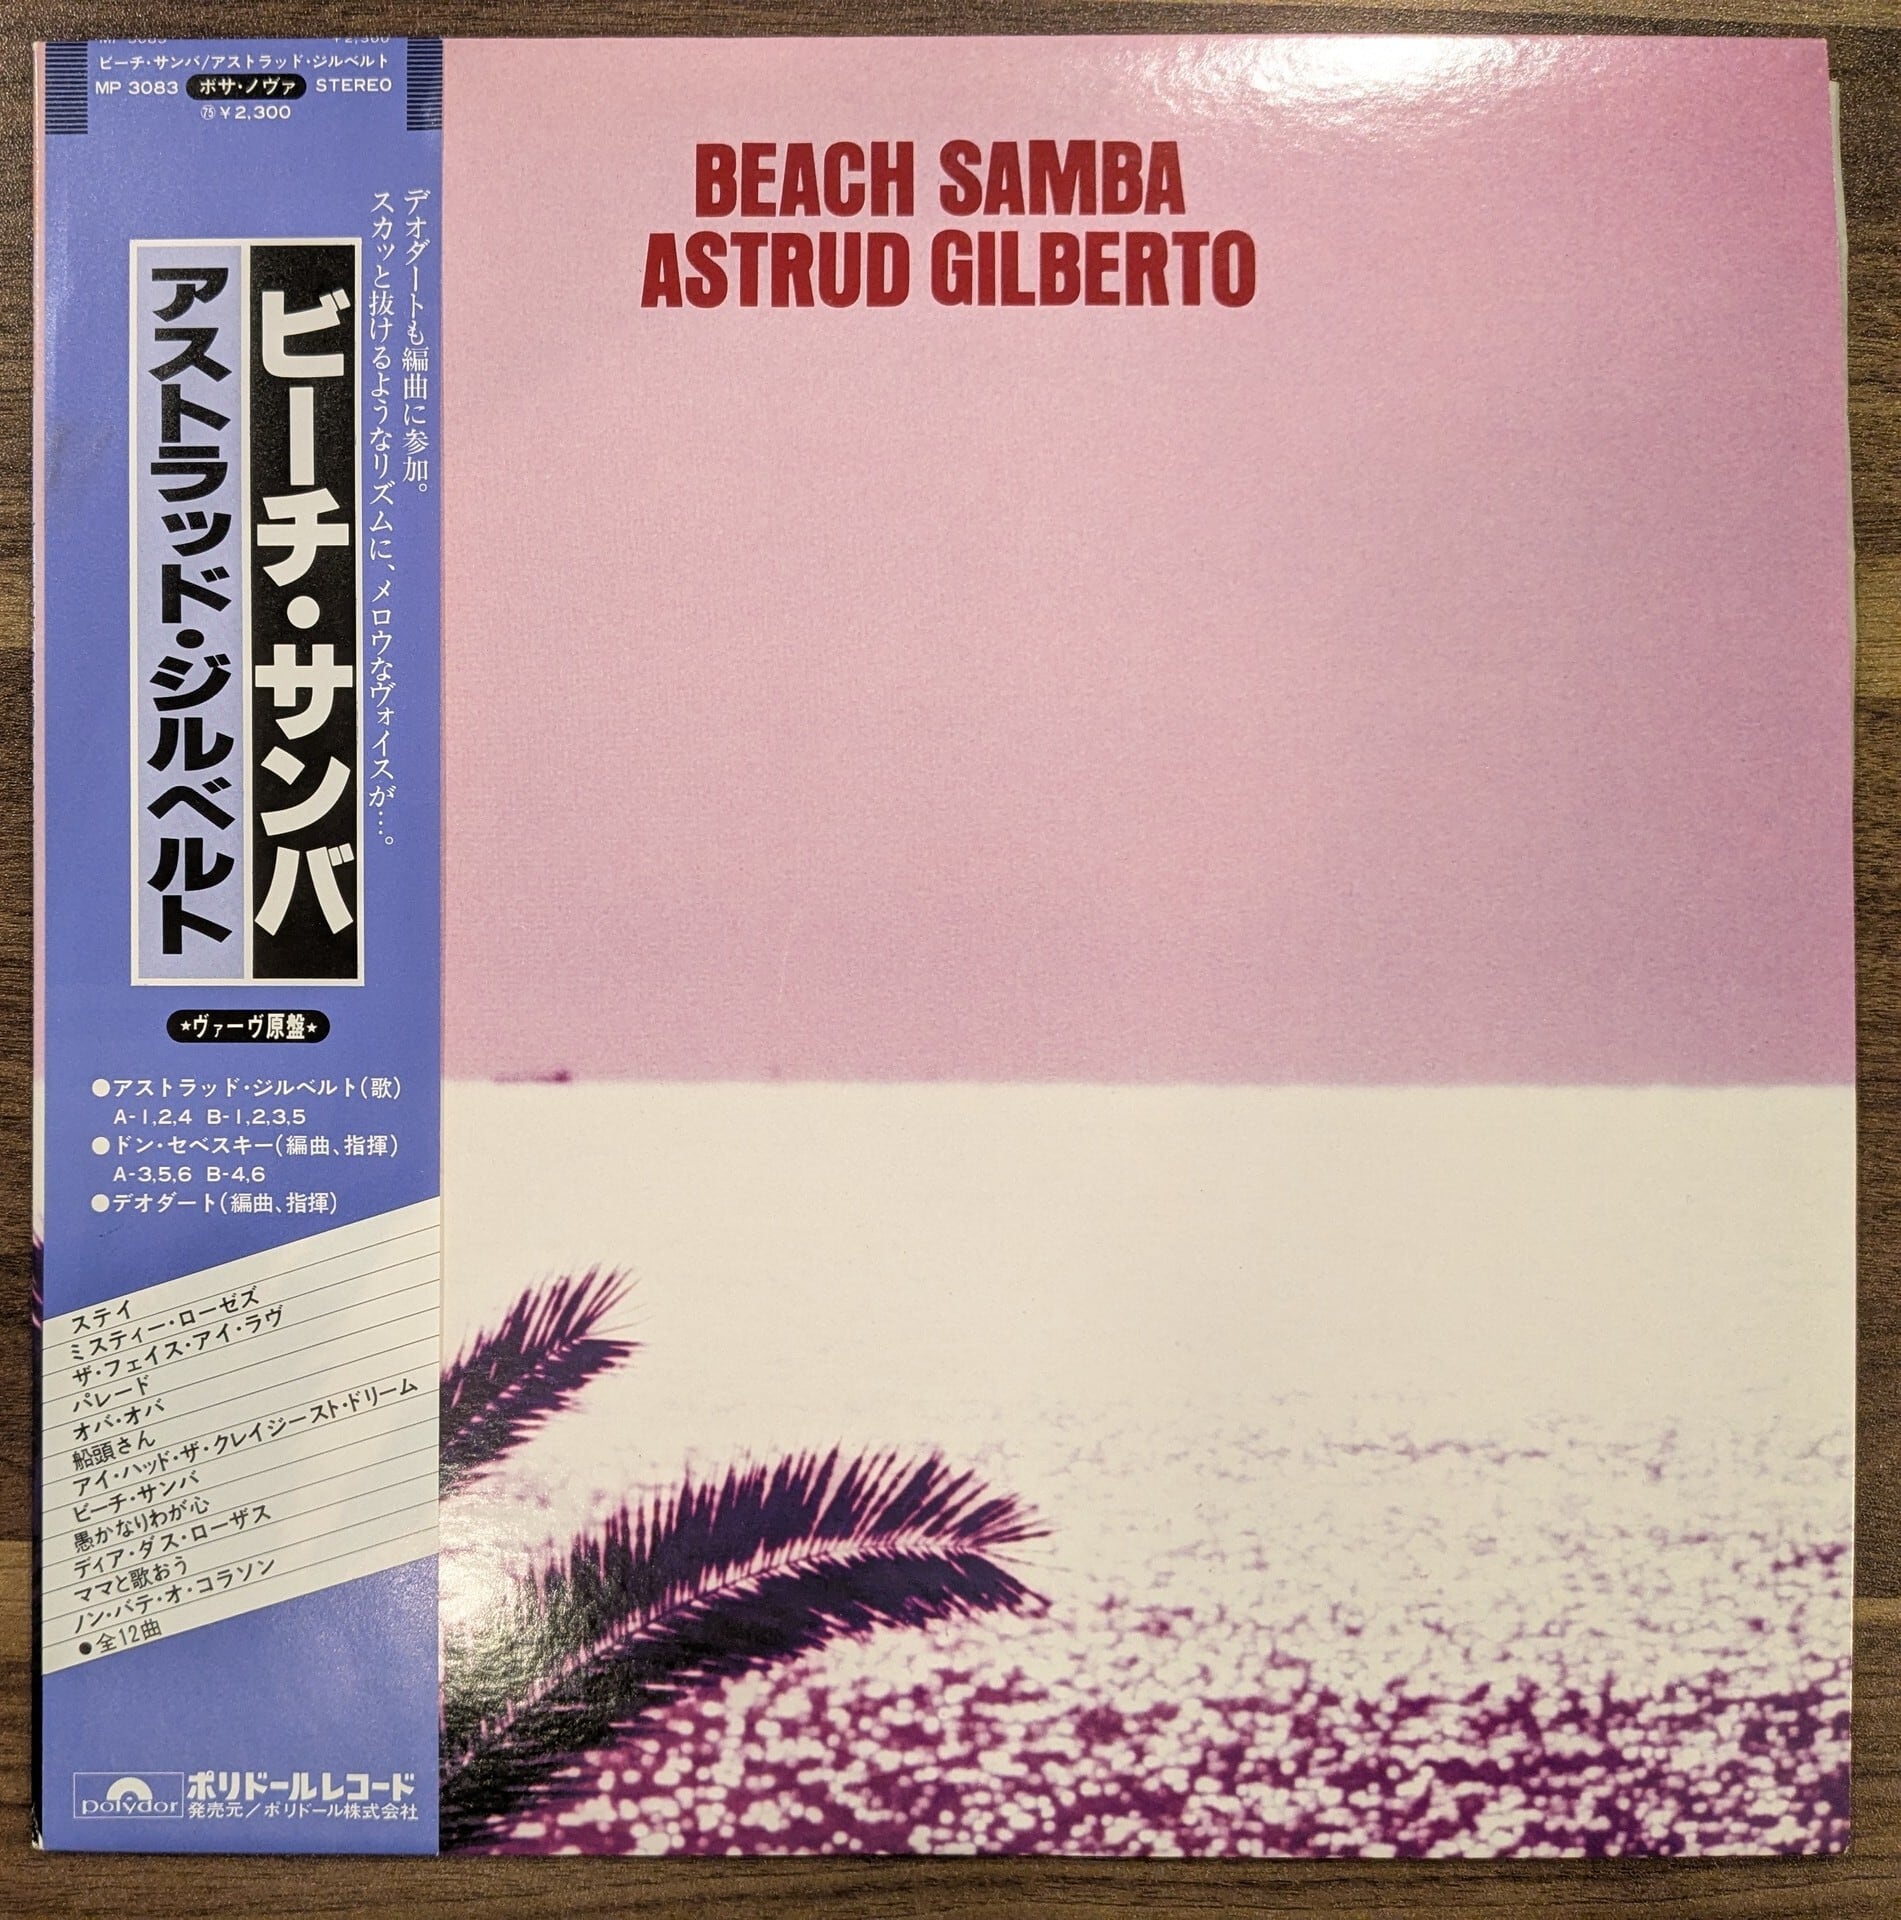 MP 3083 ¥2,300
ビーチ・サンバ/アストラッド・ジルベルト
MP 3083 ボサ・ノヴァ STEREO
㊆ ¥2,300
デオダートも編曲に参加。
スカッと抜けるようなリズムに、メロウなヴォイスが…。
ビーチ・サンバ
アストラッド・ジルベルト
★ヴァーヴ原盤★
●アストラッド・ジルベルト(歌)
A-1,2,4 B-1,2,3,5
●ドン・セベスキー(編曲、指揮)
A-3,5,6 B-4,6
●デオダート(編曲、指揮)
ステイ
ミスティー・ローゼズ
ザ・フェイス・アイ・ラヴ
パレード
オバ・オバ
船頭さん
アイ・ハッド・ザ・クレイジースト・ドリーム
ビーチ・サンバ
愚かなりわが心
ディア・ダス・ローザス
ママと歌おう
ノン・バテ・オ・コラソン
●全12曲
polydor ポリドールレコード
発売元/ポリドール株式会社
BEACH SAMBA
ASTRUD GILBERTO